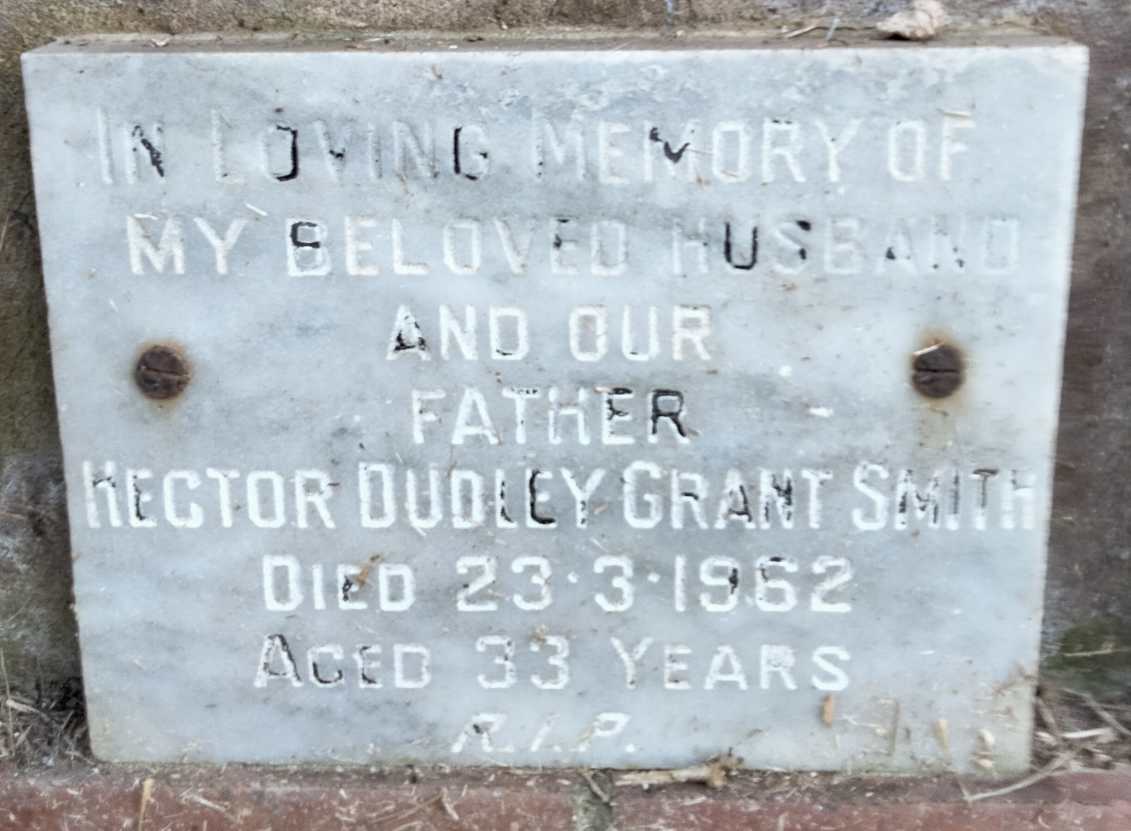 IN LOVING MEMORY OF
MY BELOVED HUSBAND
AND OUR
FATHER
HECTOR DUDLEY GRANT SMITH
DIED 23·3·1962
AGED 33 YEARS
R.I.P.